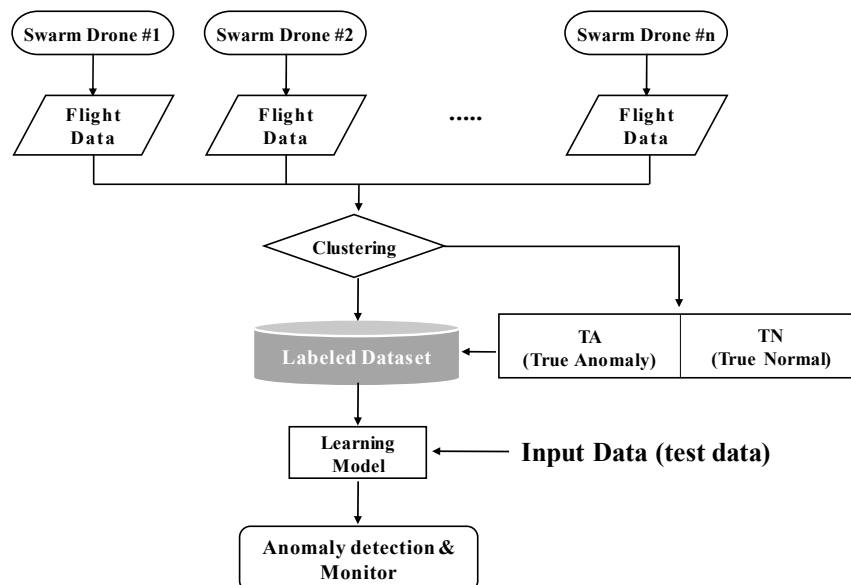 Swarm Drone #1
Swarm Drone #2
Swarm Drone #n
Flight
Data
Flight
Data
.....
Flight
Data
Clustering
Labeled Dataset
TA
(True Anomaly)
TN
(True Normal)
Learning
Model
Input Data (test data)
Anomaly detection &
Monitor